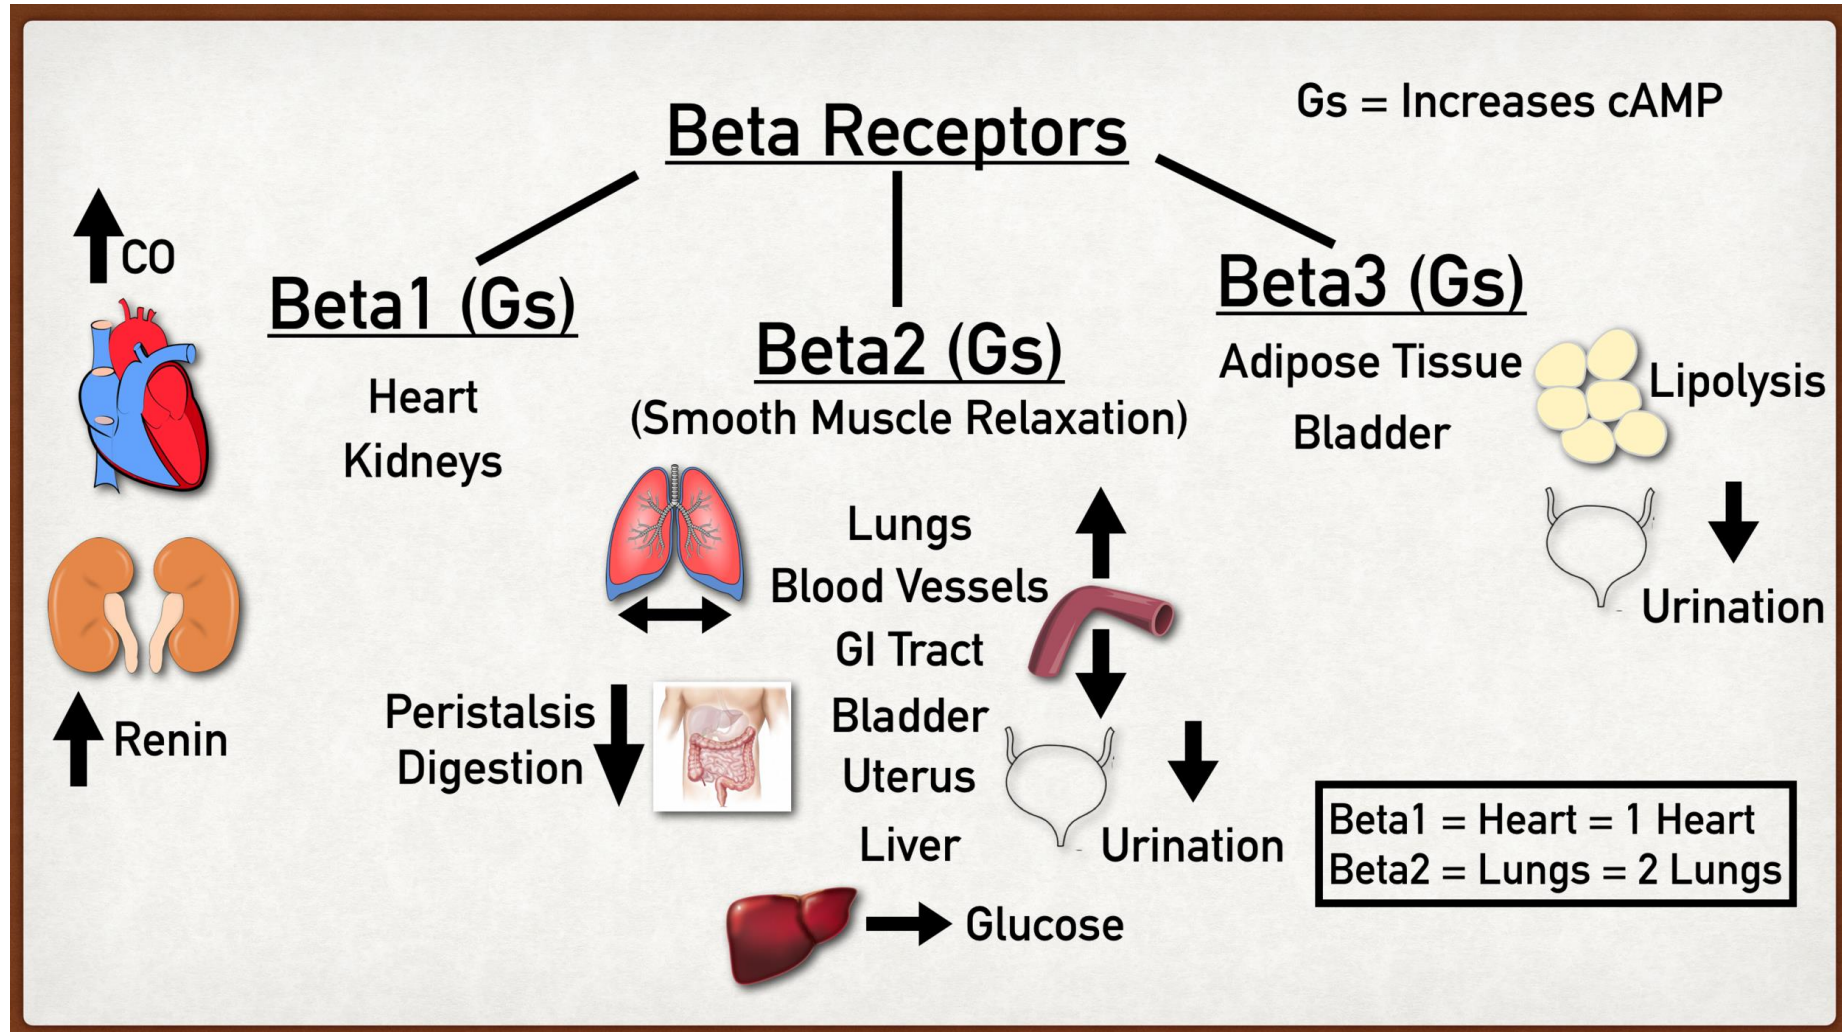 Beta Receptors
Gs = Increases cAMP
CO
Renin
Beta1 (Gs)
Heart
Kidneys
Beta2 (Gs)
(Smooth Muscle Relaxation)
Lungs
Blood Vessels
GI Tract
Bladder
Uterus
Liver
Peristalsis
Digestion
Urination
Glucose
Beta3 (Gs)
Adipose Tissue
Bladder
Lipolysis
Urination
Beta1 = Heart = 1 Heart
Beta2 = Lungs = 2 Lungs